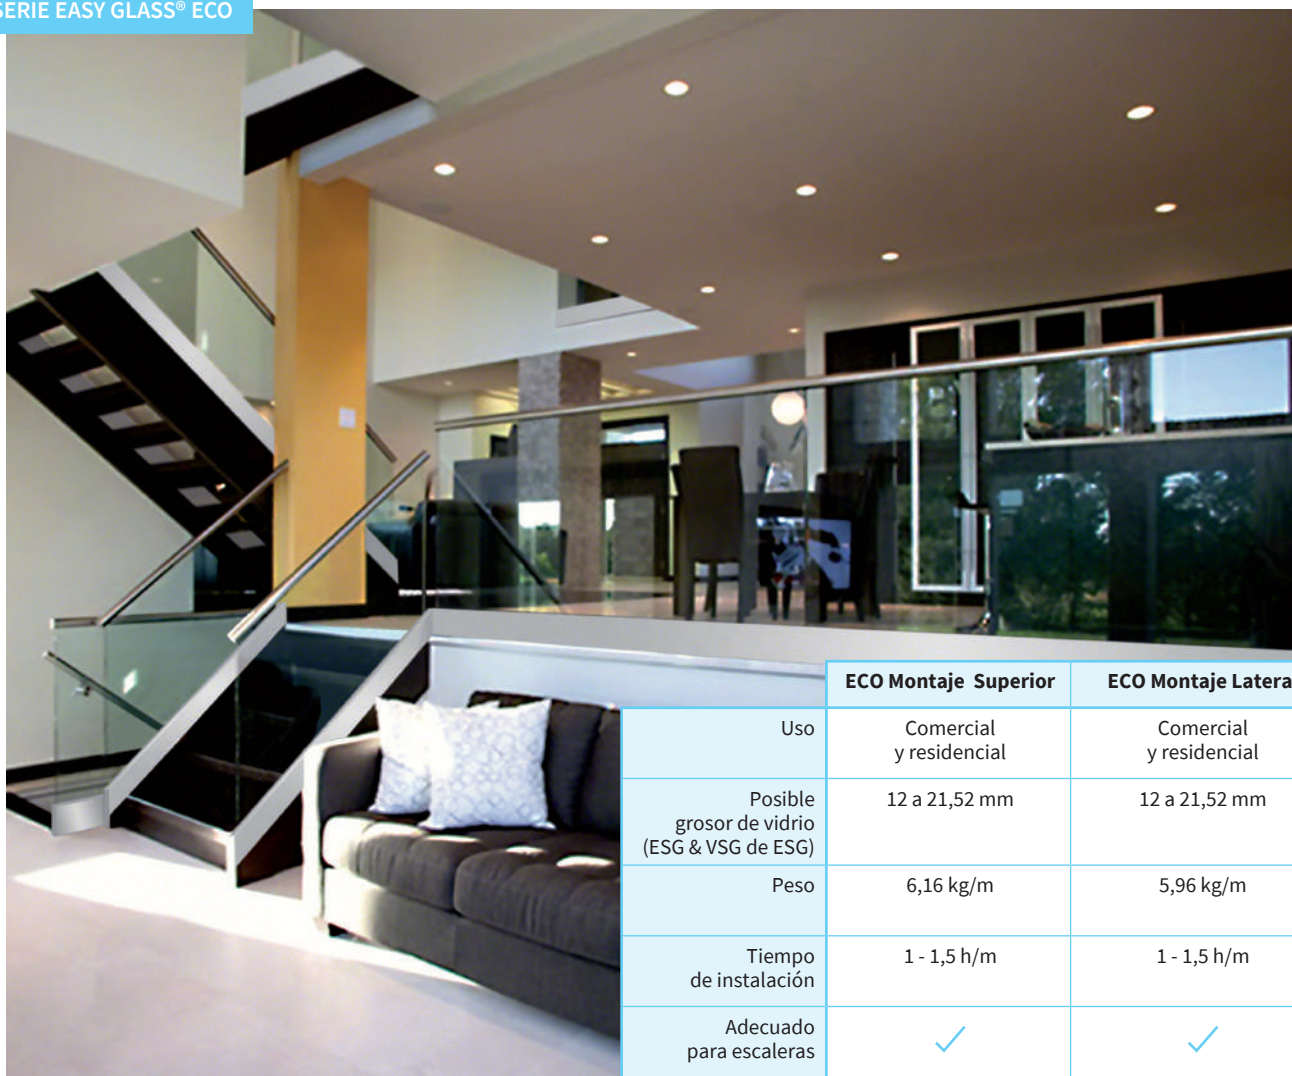 SERIE EASY GLASS® ECO
ECO Montaje Superior
ECO Montaje Latera
Uso
Comercial
y residencial
Comercial
y residencial
Posible
grosor de vidrio
(ESG & VSG de ESG)
12 a 21,52 mm
12 a 21,52 mm
Peso
6,16 kg/m
5,96 kg/m
Tiempo
de instalación
1 - 1,5 h/m
1 - 1,5 h/m
Adecuado
para escaleras